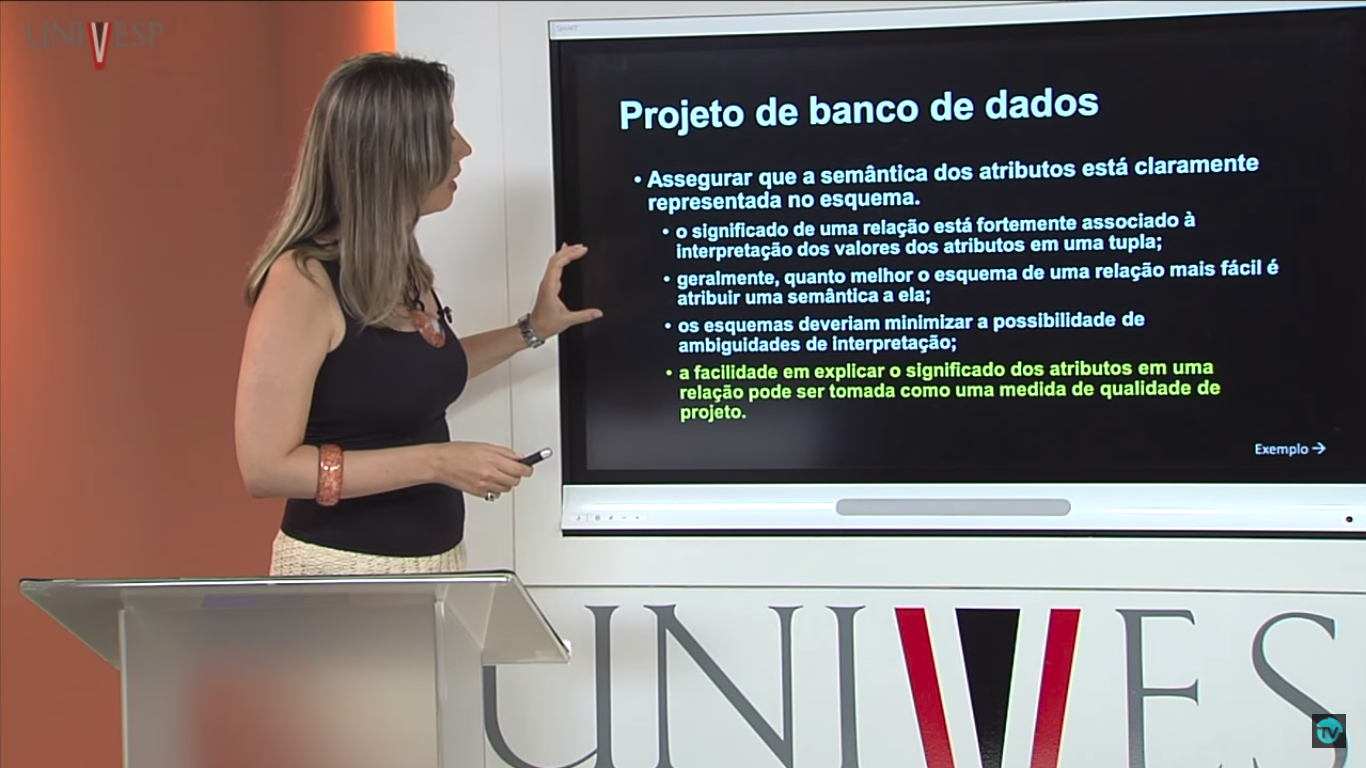 UNIVESP
SMART
Projeto de banco de dados
• Assegurar que a semântica dos atributos está claramente
representada no esquema.
• o significado de uma relação está fortemente associado à
interpretação dos valores dos atributos em uma tupla;
• geralmente, quanto melhor o esquema de uma relação mais fácil é
atribuir uma semântica a ela;
• os esquemas deveriam minimizar a possibilidade de
ambiguidades de interpretação;
• a facilidade em explicar o significado dos atributos em uma
relação pode ser tomada como uma medida de qualidade de
projeto.
Exemplo →
UNIVES
TV